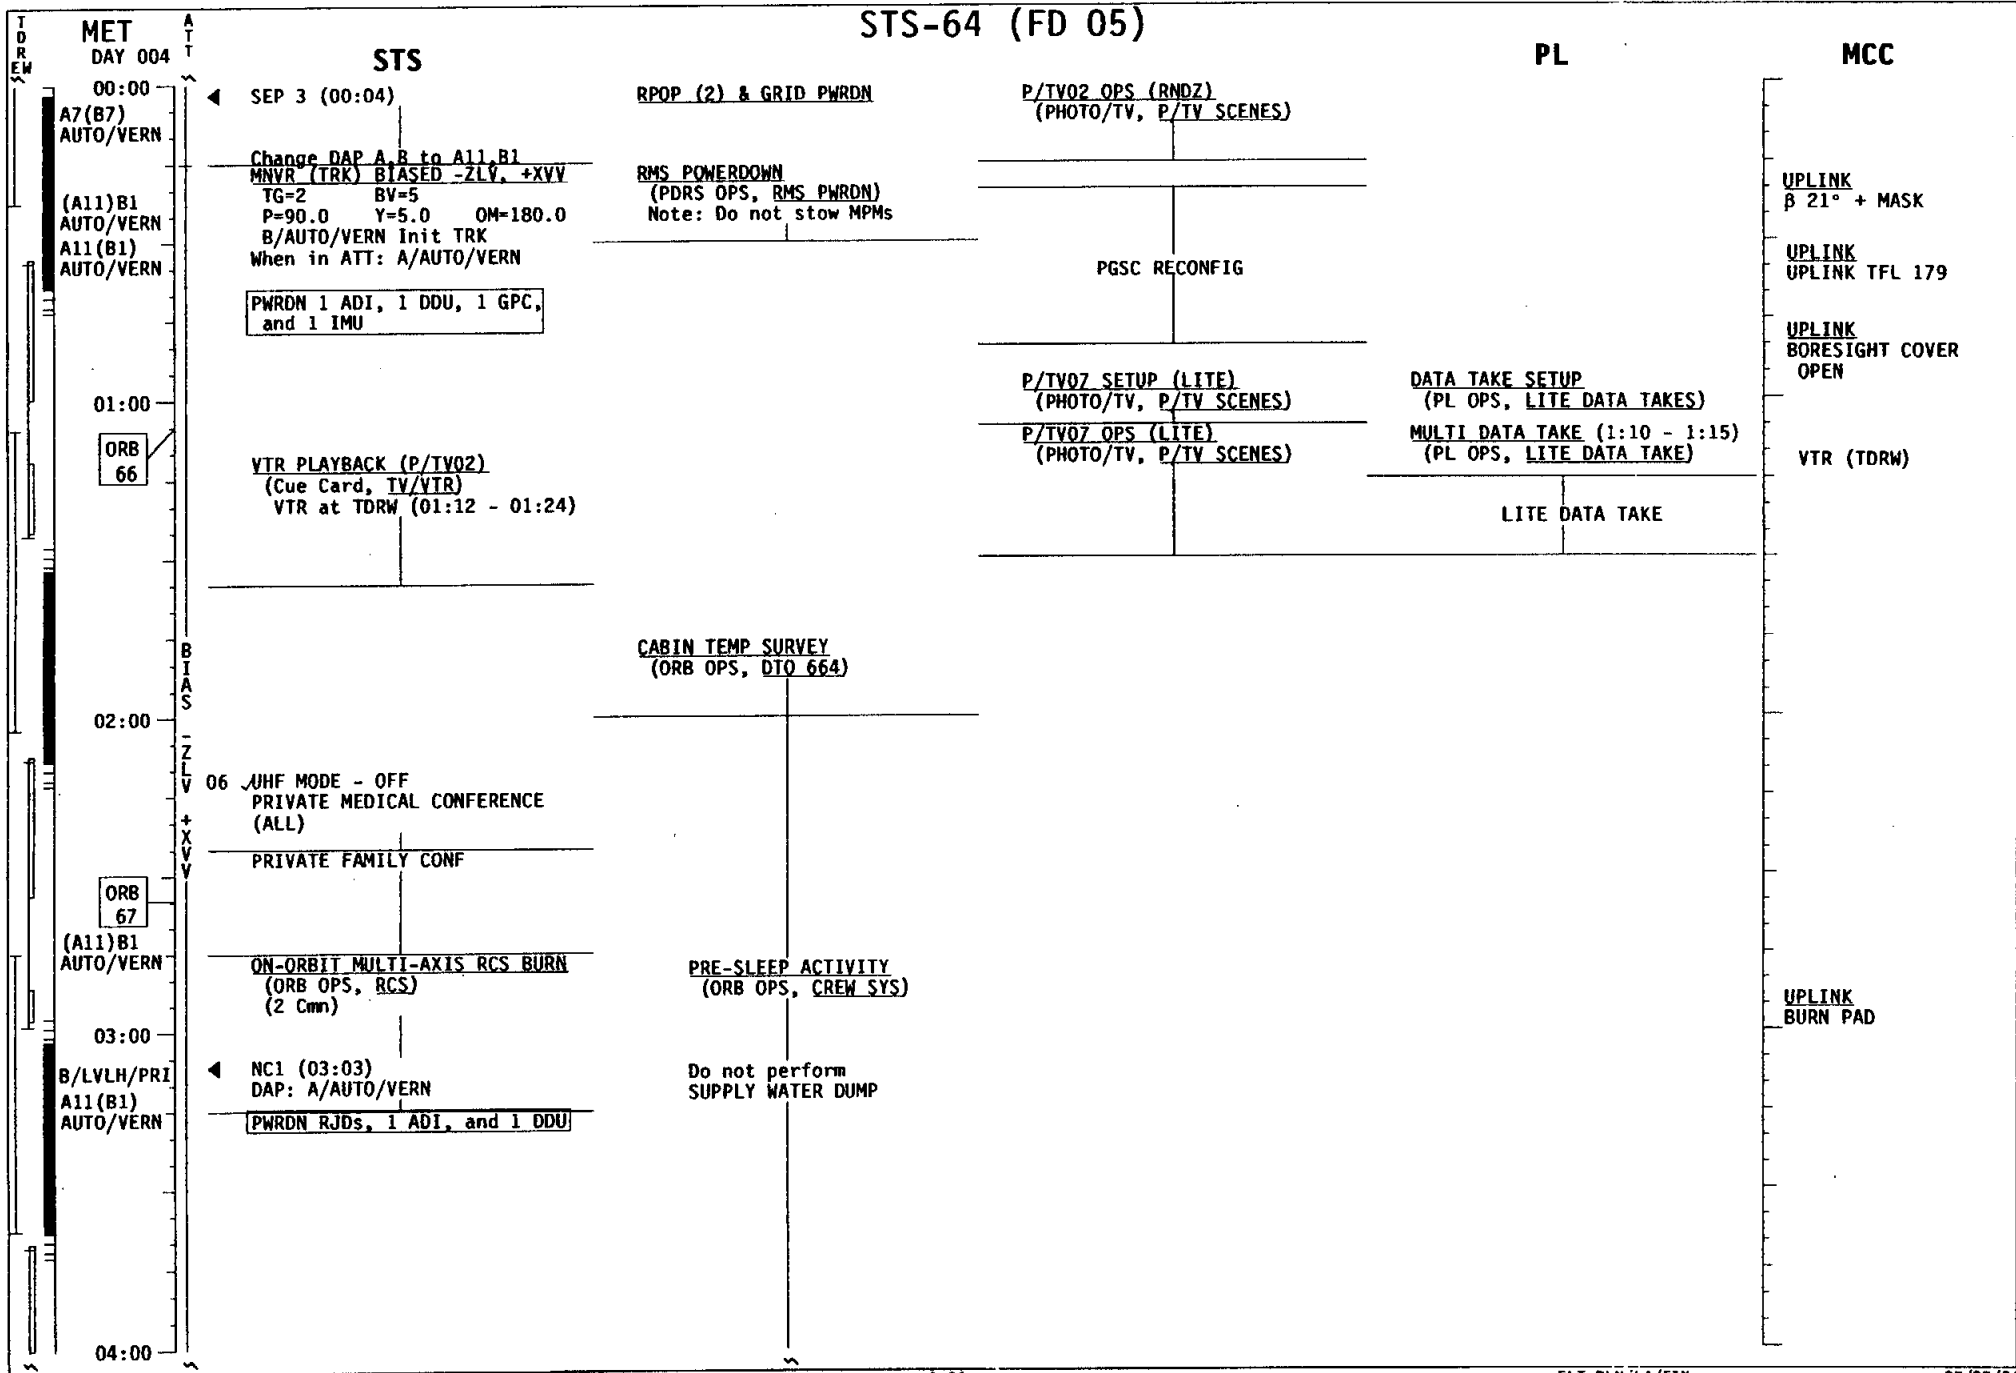 STS-64 (FD 05)
TDRE W
MET
DAY 004
ATT
STS
PL
MCC
00:00
A7(B7)
AUTO/VERN
(A11)B1
AUTO/VERN
A11(B1)
AUTO/VERN
01:00
ORB
66
02:00
ORB
67
(A11)B1
AUTO/VERN
03:00
B/LVLH/PRI
A11(B1)
AUTO/VERN
04:00
BIAS -ZLV +XVV
SEP 3 (00:04)
Change DAP A,B to A11,B1
MNVR (TRK) BIASED -ZLV, +XVV
TG=2 BV=5
P=90.0 Y=5.0 OM=180.0
B/AUTO/VERN Init TRK
When in ATT: A/AUTO/VERN
PWRDN 1 ADI, 1 DDU, 1 GPC,
and 1 IMU
VTR PLAYBACK (P/TV02)
(Cue Card, TV/VTR)
VTR at TDRW (01:12 - 01:24)
06 ✓UHF MODE - OFF
PRIVATE MEDICAL CONFERENCE
(ALL)
PRIVATE FAMILY CONF
ON-ORBIT MULTI-AXIS RCS BURN
(ORB OPS, RCS)
(2 Cmn)
NC1 (03:03)
DAP: A/AUTO/VERN
PWRDN RJDs, 1 ADI, and 1 DDU
RPOP (2) & GRID PWRDN
RMS POWERDOWN
(PDRS OPS, RMS PWRDN)
Note: Do not stow MPMs
CABIN TEMP SURVEY
(ORB OPS, DTO 664)
PRE-SLEEP ACTIVITY
(ORB OPS, CREW SYS)
Do not perform
SUPPLY WATER DUMP
P/TV02 OPS (RNDZ)
(PHOTO/TV, P/TV SCENES)
PGSC RECONFIG
P/TV07 SETUP (LITE)
(PHOTO/TV, P/TV SCENES)
P/TV07 OPS (LITE)
(PHOTO/TV, P/TV SCENES)
DATA TAKE SETUP
(PL OPS, LITE DATA TAKES)
MULTI DATA TAKE (1:10 - 1:15)
(PL OPS, LITE DATA TAKE)
LITE DATA TAKE
UPLINK
β 21° + MASK
UPLINK
UPLINK TFL 179
UPLINK
BORESIGHT COVER
OPEN
VTR (TDRW)
UPLINK
BURN PAD